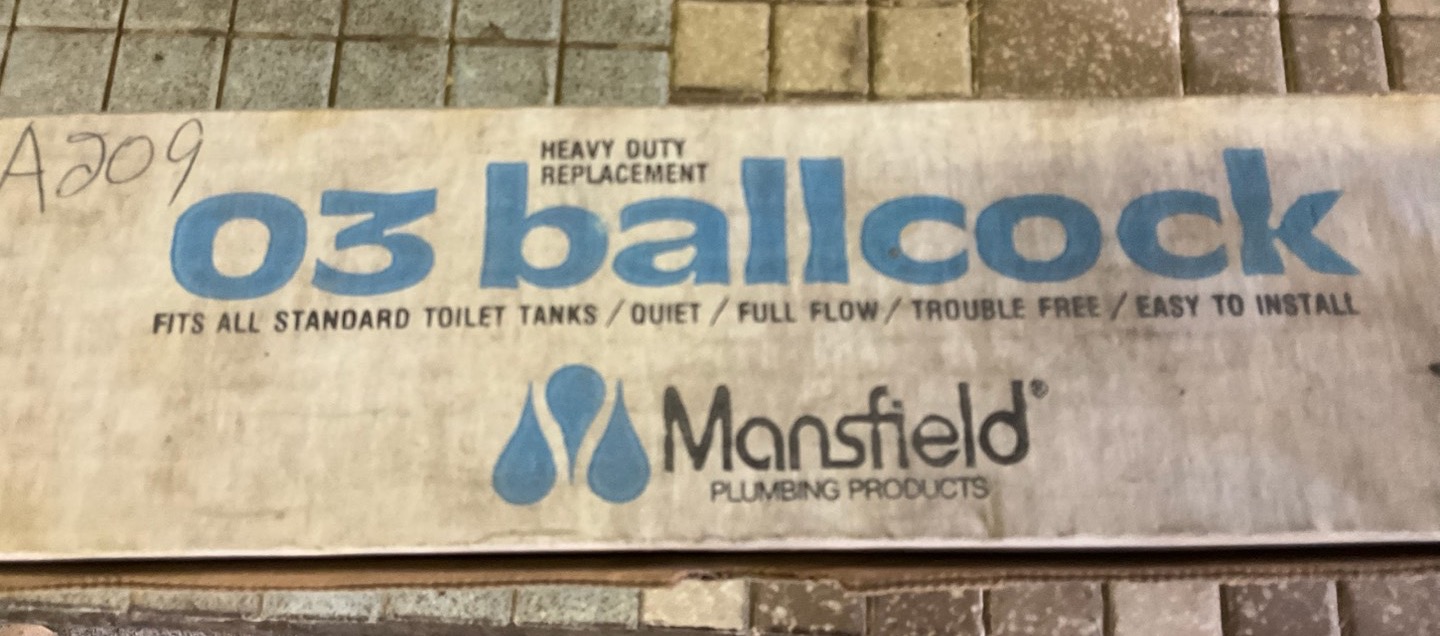 A209
HEAVY DUTY
REPLACEMENT
03 ballcock
FITS ALL STANDARD TOILET TANKS / QUIET / FULL FLOW / TROUBLE FREE / EASY TO INSTALL
Mansfield®
PLUMBING PRODUCTS